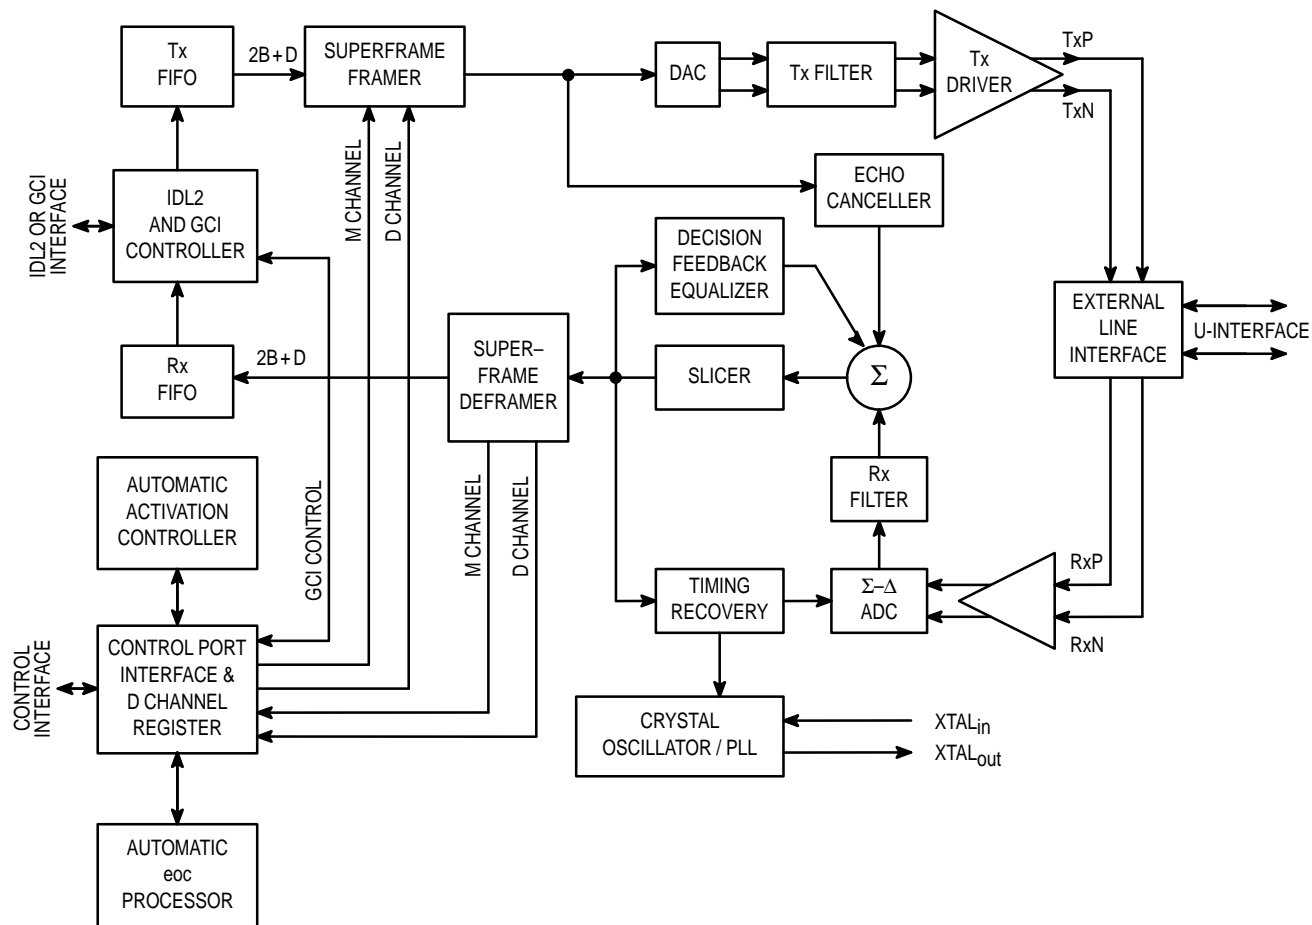 Tx
FIFO
2B+D
SUPERFRAME
FRAMER
DAC
Tx FILTER
Tx
DRIVER
TxP
TxN
IDL2 OR GCI
INTERFACE
IDL2
AND GCI
CONTROLLER
M CHANNEL
D CHANNEL
ECHO
CANCELLER
DECISION
FEEDBACK
EQUALIZER
EXTERNAL
LINE
INTERFACE
U-INTERFACE
Rx
FIFO
2B+D
SUPER–
FRAME
DEFRAMER
SLICER
Σ
AUTOMATIC
ACTIVATION
CONTROLLER
GCI CONTROL
M CHANNEL
D CHANNEL
Rx
FILTER
TIMING
RECOVERY
Σ–Δ
ADC
RxP
RxN
CONTROL
INTERFACE
CONTROL PORT
INTERFACE &
D CHANNEL
REGISTER
CRYSTAL
OSCILLATOR / PLL
XTALin
XTALout
AUTOMATIC
eoc
PROCESSOR